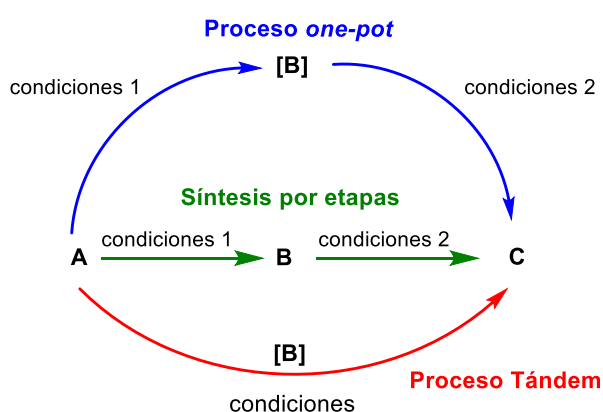 Proceso one-pot
condiciones 1
[B]
condiciones 2
Síntesis por etapas
condiciones 1
condiciones 2
A
B
C
[B]
Proceso Tándem
condiciones